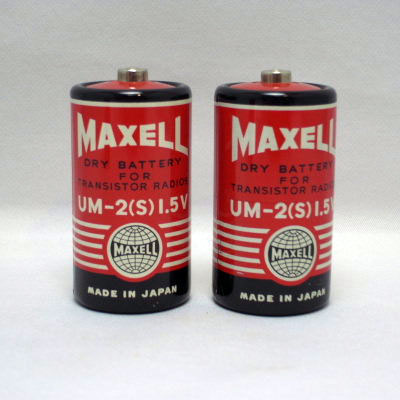 MAXELL
DRY BATTERY
FOR
TRANSISTOR RADIOS
UM-2(S) 1.5V
MAXELL
MADE IN JAPAN
MAXELL
DRY BATTERY
FOR
TRANSISTOR RADIOS
UM-2(S) 1.5V
MAXELL
MADE IN JAPAN